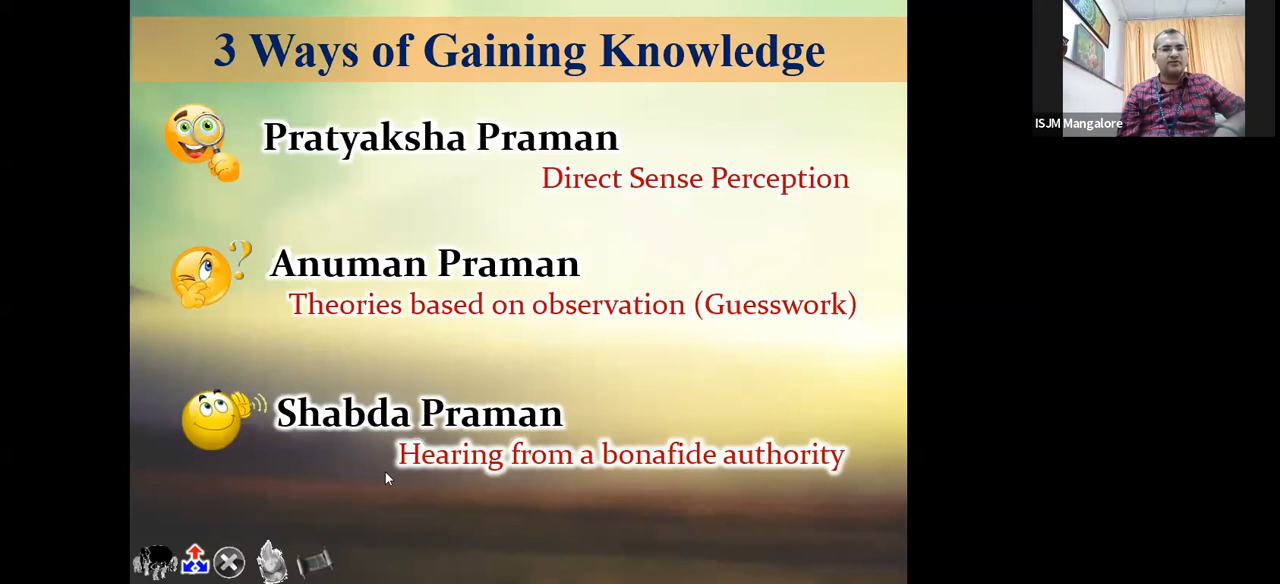 3 Ways of Gaining Knowledge
Pratyaksha Praman
Direct Sense Perception
?
Anuman Praman
Theories based on observation (Guesswork)
Shabda Praman
Hearing from a bonafide authority
ISJM Mangalore